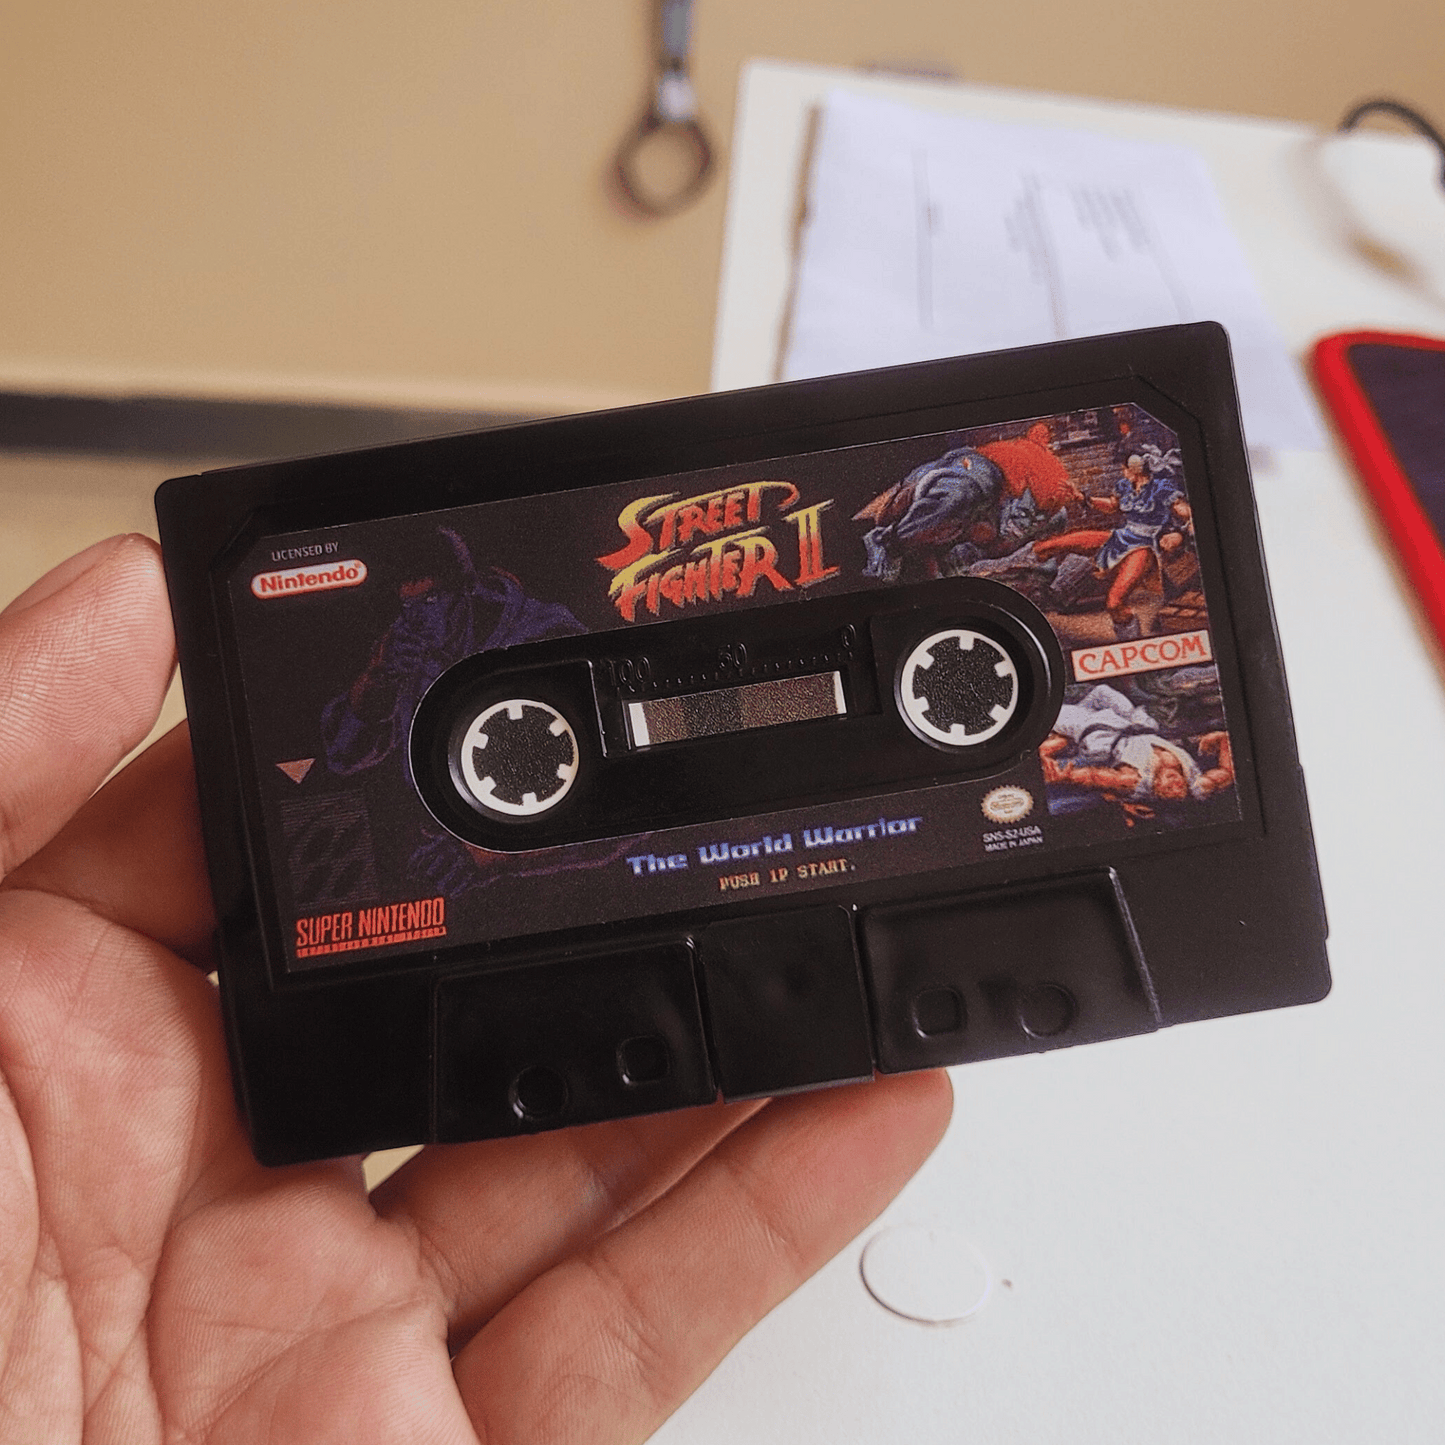 LICENSED BY
Nintendo®
STREET
FIGHTER II
CAPCOM
100 50 0
The World Warrior
PUSH 1P START.
SNS-S2-USA
MADE IN JAPAN
SUPER NINTENDO